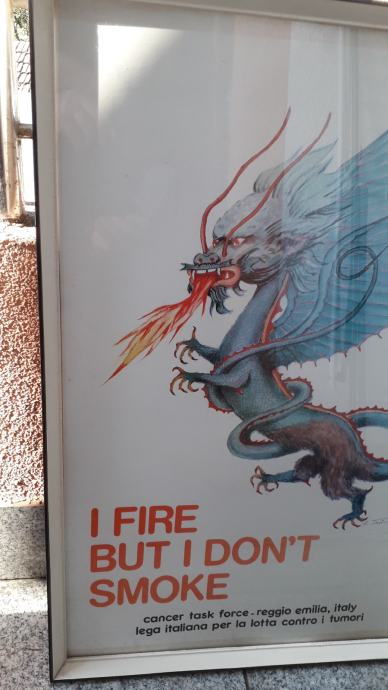 I FIRE
BUT I DON'T
SMOKE
cancer task force - reggio emilia, italy
lega italiana per la lotta contro i tumori